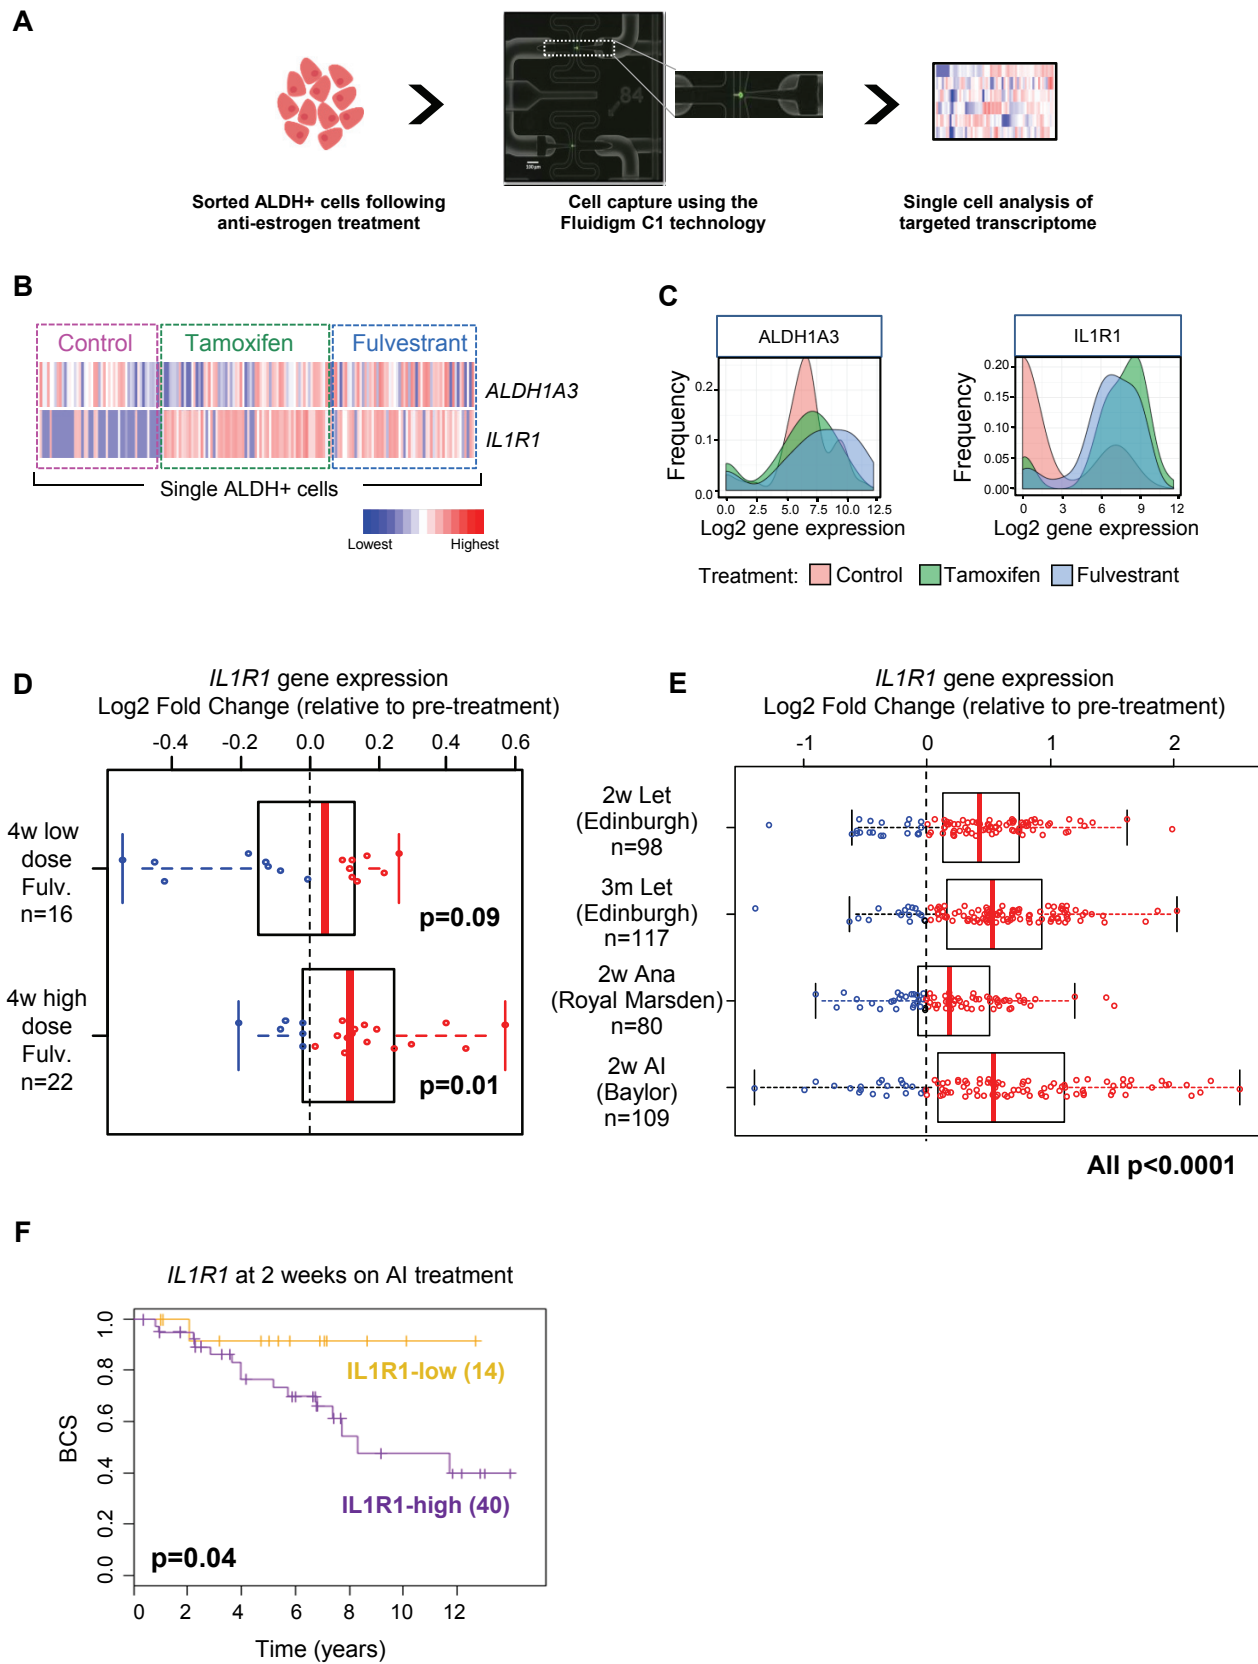 A
84
100 µm
Sorted ALDH+ cells following
anti-estrogen treatment
Cell capture using the
Fluidigm C1 technology
Single cell analysis of
targeted transcriptome
B
Control
Tamoxifen
Fulvestrant
ALDH1A3
IL1R1
Single ALDH+ cells
Lowest
Highest
C
ALDH1A3
Frequency
0.2
0.1
0.0
0.0 2.5 5.0 7.5 10.0 12.5
Log2 gene expression
IL1R1
Frequency
0.20
0.15
0.10
0.05
0.00
0 3 6 9 12
Log2 gene expression
Treatment: Control Tamoxifen Fulvestrant
D
IL1R1 gene expression
Log2 Fold Change (relative to pre-treatment)
-0.4 -0.2 0.0 0.2 0.4 0.6
4w low
dose
Fulv.
n=16
p=0.09
4w high
dose
Fulv.
n=22
p=0.01
E
IL1R1 gene expression
Log2 Fold Change (relative to pre-treatment)
-1 0 1 2
2w Let
(Edinburgh)
n=98
3m Let
(Edinburgh)
n=117
2w Ana
(Royal Marsden)
n=80
2w AI
(Baylor)
n=109
All p<0.0001
F
IL1R1 at 2 weeks on AI treatment
BCS
1.0
0.8
0.6
0.4
0.2
0.0
IL1R1-low (14)
IL1R1-high (40)
p=0.04
0 2 4 6 8 10 12
Time (years)